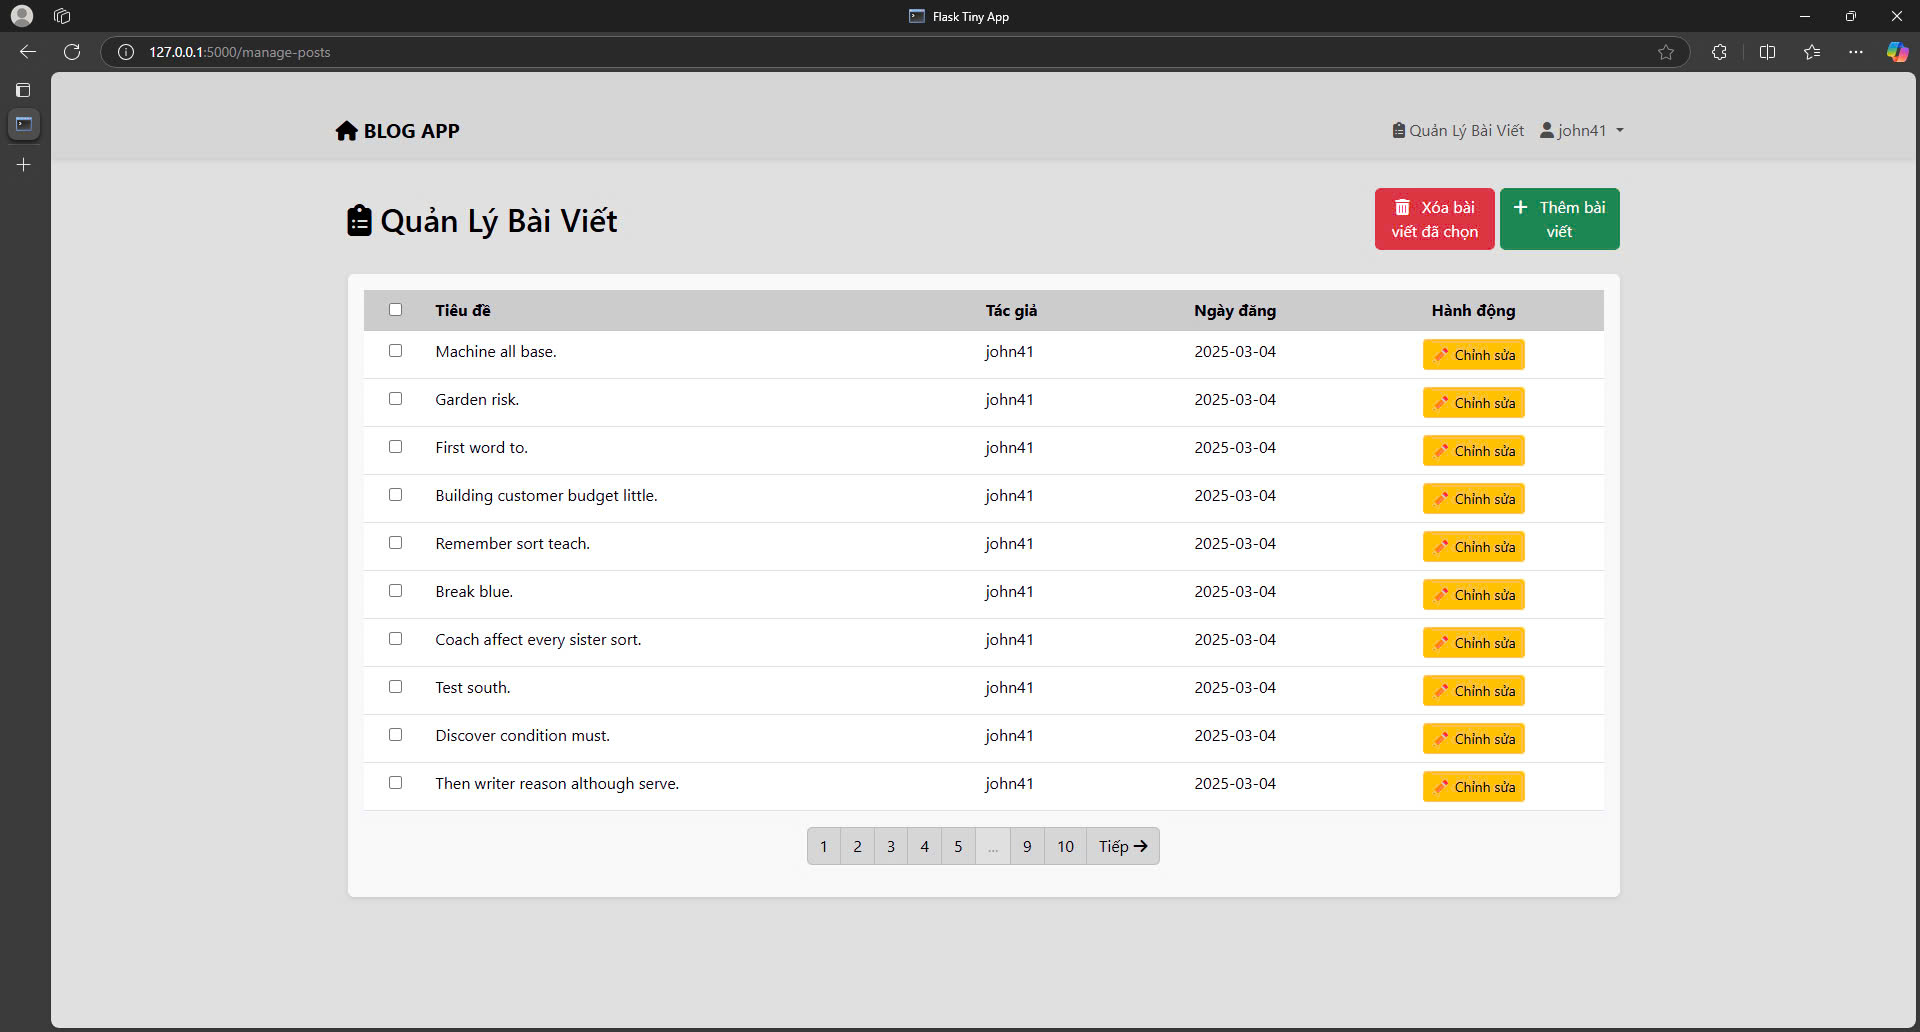 Flask Tiny App
127.0.0.1:5000/manage-posts
BLOG APP
Quản Lý Bài Viết
john41
Quản Lý Bài Viết
Xóa bài
viết đã chọn
Thêm bài
viết
Tiêu đề Tác giả Ngày đăng Hành động
Machine all base. john41 2025-03-04 Chỉnh sửa
Garden risk. john41 2025-03-04 Chỉnh sửa
First word to. john41 2025-03-04 Chỉnh sửa
Building customer budget little. john41 2025-03-04 Chỉnh sửa
Remember sort teach. john41 2025-03-04 Chỉnh sửa
Break blue. john41 2025-03-04 Chỉnh sửa
Coach affect every sister sort. john41 2025-03-04 Chỉnh sửa
Test south. john41 2025-03-04 Chỉnh sửa
Discover condition must. john41 2025-03-04 Chỉnh sửa
Then writer reason although serve. john41 2025-03-04 Chỉnh sửa
1 2 3 4 5 ... 9 10 Tiếp →